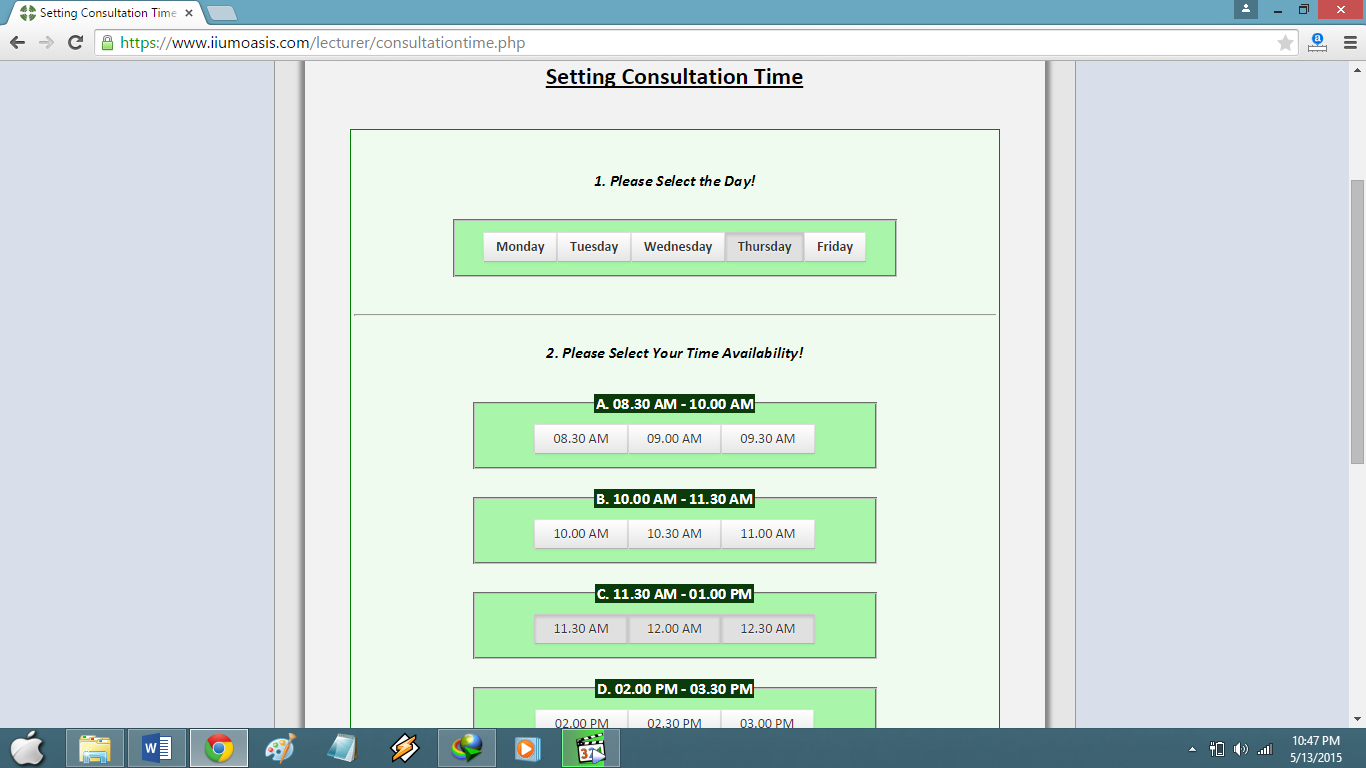 Setting Consultation Time
https://www.iiumoasis.com/lecturer/consultationtime.php
Setting Consultation Time
1. Please Select the Day!
Monday Tuesday Wednesday Thursday Friday
2. Please Select Your Time Availability!
A. 08.30 AM - 10.00 AM
08.30 AM 09.00 AM 09.30 AM
B. 10.00 AM - 11.30 AM
10.00 AM 10.30 AM 11.00 AM
C. 11.30 AM - 01.00 PM
11.30 AM 12.00 AM 12.30 AM
D. 02.00 PM - 03.30 PM
02.00 PM 02.30 PM 03.00 PM
10:47 PM
5/13/2015